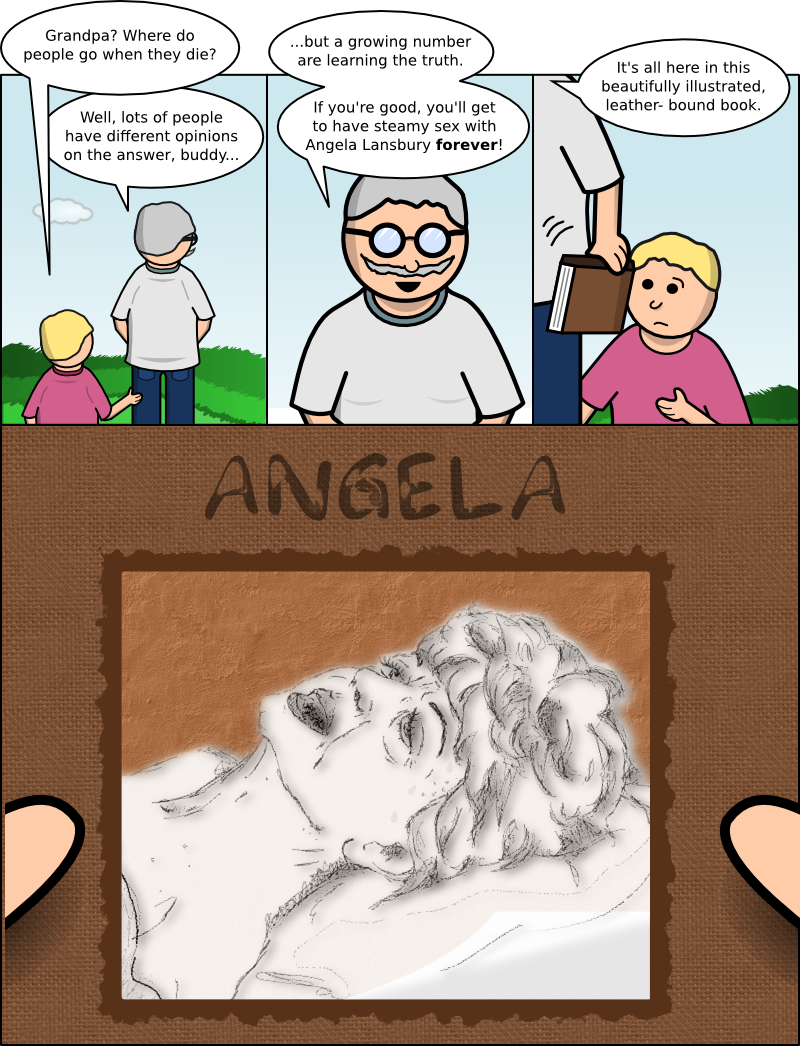 Grandpa? Where do
people go when they die?
Well, lots of people
have different opinions
on the answer, buddy...
...but a growing number
are learning the truth.
If you're good, you'll get
to have steamy sex with
Angela Lansbury forever!
It's all here in this
beautifully illustrated,
leather- bound book.
ANGELA